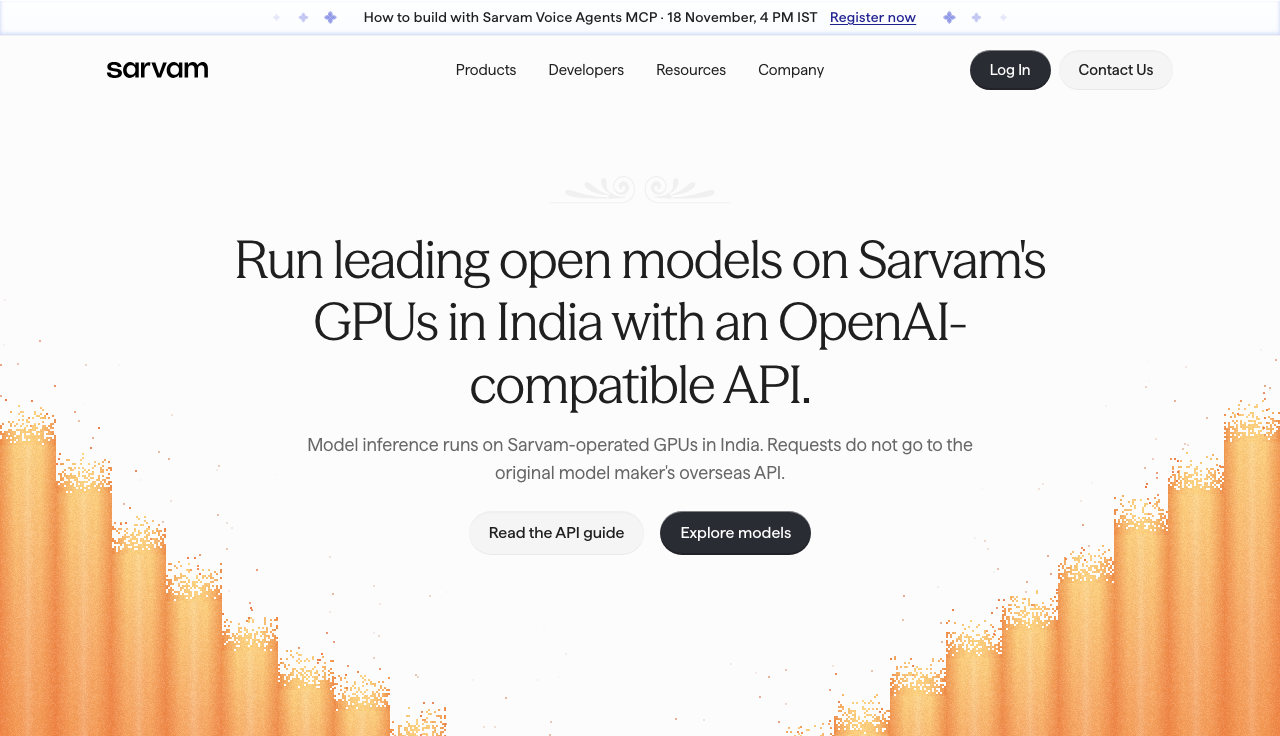 How to build with Sarvam Voice Agents MCP · 18 November, 4 PM IST Register now
sarvam
Products Developers Resources Company
Log In Contact Us
Run leading open models on Sarvam's
GPUs in India with an OpenAI-
compatible API.
Model inference runs on Sarvam-operated GPUs in India. Requests do not go to the
original model maker's overseas API.
Read the API guide Explore models